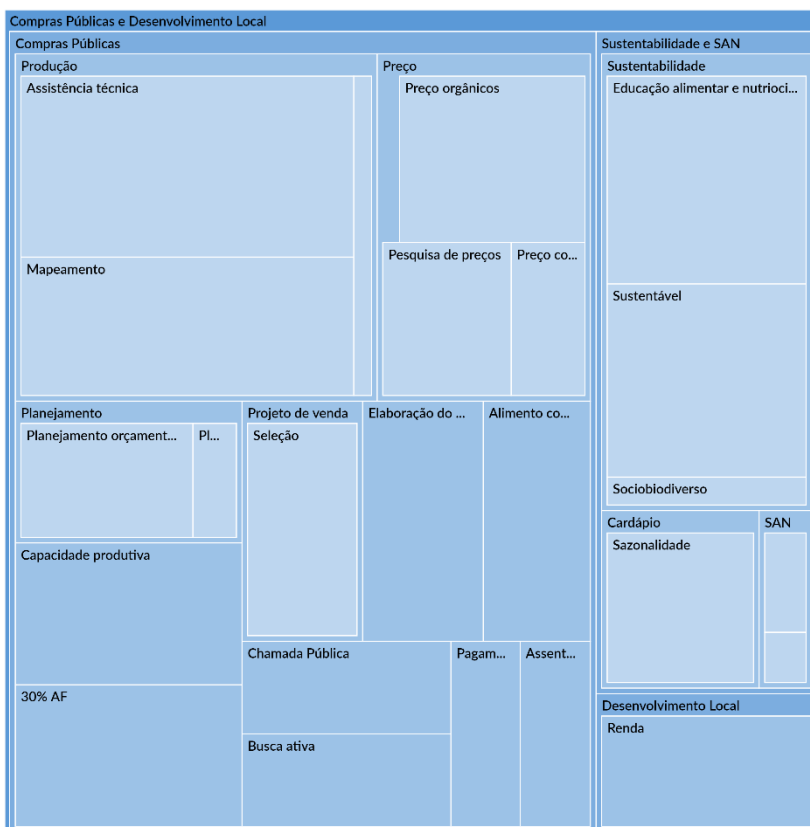 Compras Públicas e Desenvolvimento Local
Compras Públicas
Produção
Assistência técnica
Mapeamento
Preço
Preço orgânicos
Pesquisa de preços
Preço co...
Planejamento
Planejamento orçament...
Pl...
Capacidade produtiva
30% AF
Projeto de venda
Seleção
Elaboração do ...
Alimento co...
Chamada Pública
Busca ativa
Pagam...
Assent...
Sustentabilidade e SAN
Sustentabilidade
Educação alimentar e nutrioci...
Sustentável
Sociobiodiverso
Cardápio
Sazonalidade
SAN
Desenvolvimento Local
Renda